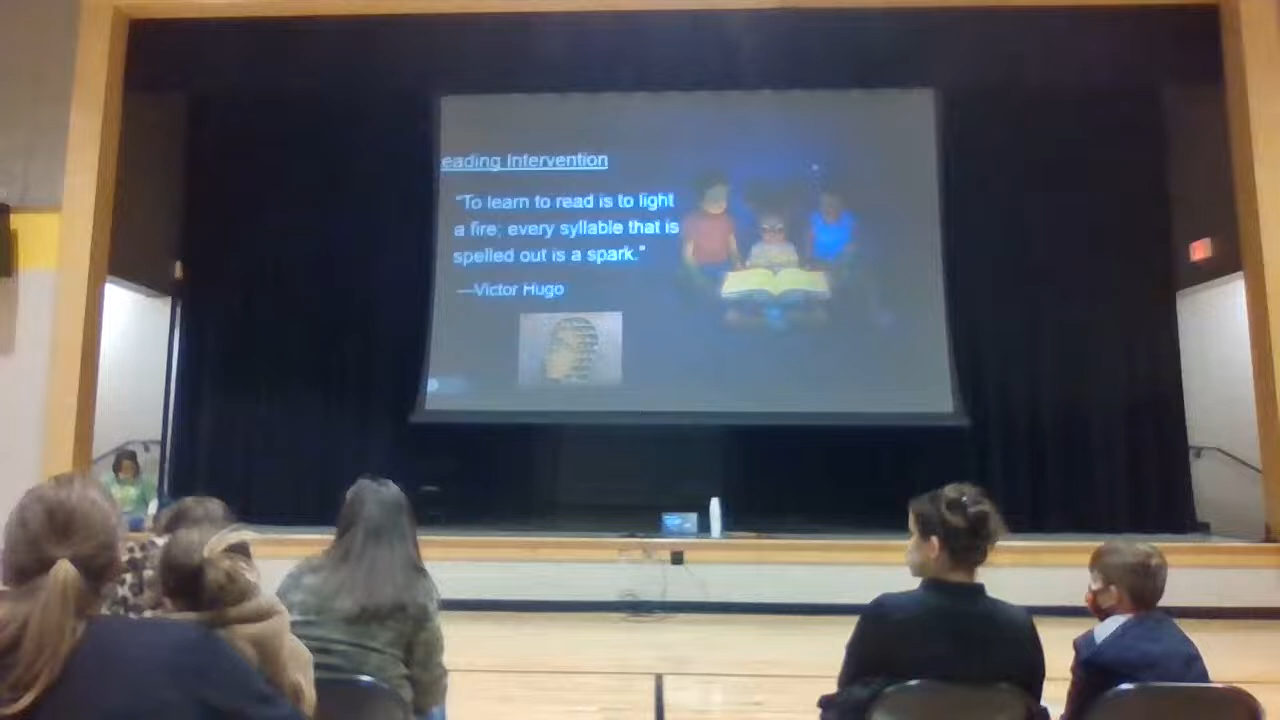 eading Intervention
"To learn to read is to light
a fire; every syllable that is
spelled out is a spark."
—Victor Hugo